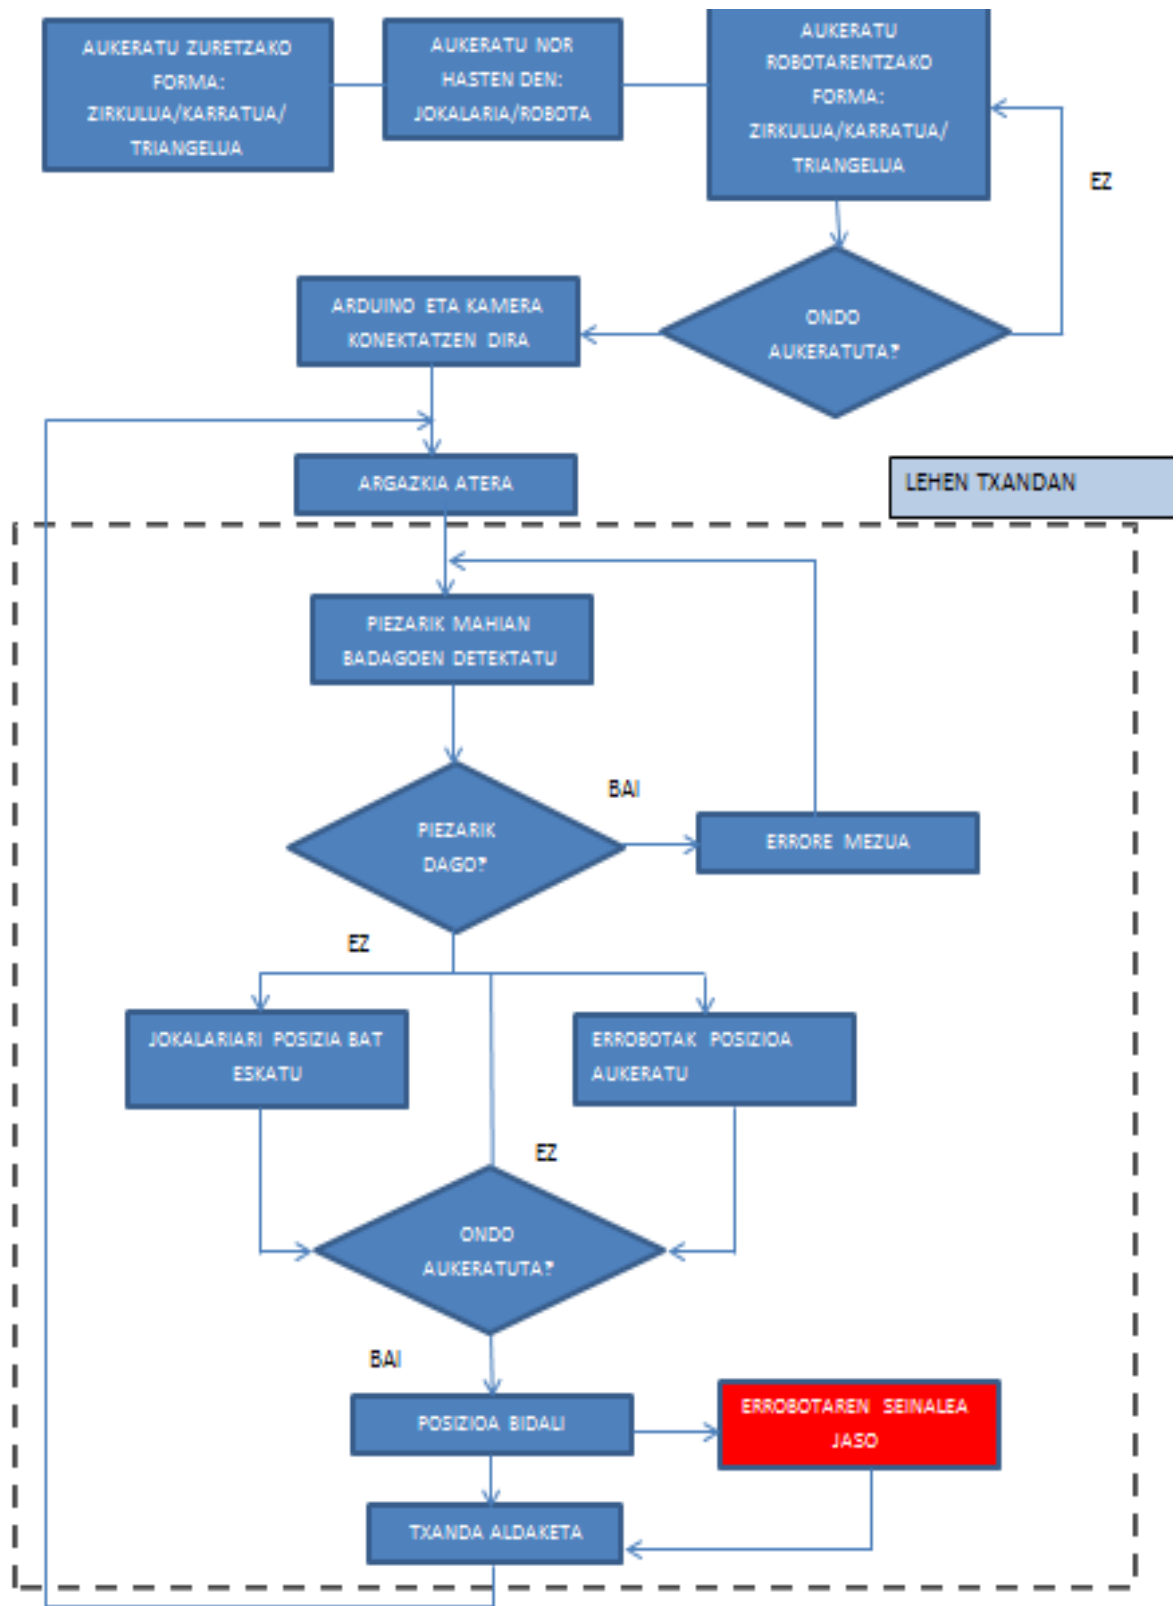 AUKERATU ZURETZAKO
FORMA:
ZIRKULUA/KARRATUA/
TRIANGELUA
AUKERATU NOR
HASTEN DEN:
JOKALARIA/ROBOTA
AUKERATU
ROBOTARENTZAKO
FORMA:
ZIRKULUA/KARRATUA/
TRIANGELUA
EZ
ONDO
AUKERATUTA?
ARDUINO ETA KAMERA
KONEKTATZEN DIRA
ARGAZKIA ATERA
LEHEN TXANDAN
PIEZARIK MAHIAN
BADAGOEN DETEKTATU
PIEZARIK
DAGO?
BAI
ERRORE MEZUA
EZ
JOKALARIARI POSIZIA BAT
ESKATU
ERROBOTAK POSIZIOA
AUKERATU
EZ
ONDO
AUKERATUTA?
BAI
POSIZIOA BIDALI
ERROBOTAREN SEINALEA
JASO
TXANDA ALDAKETA